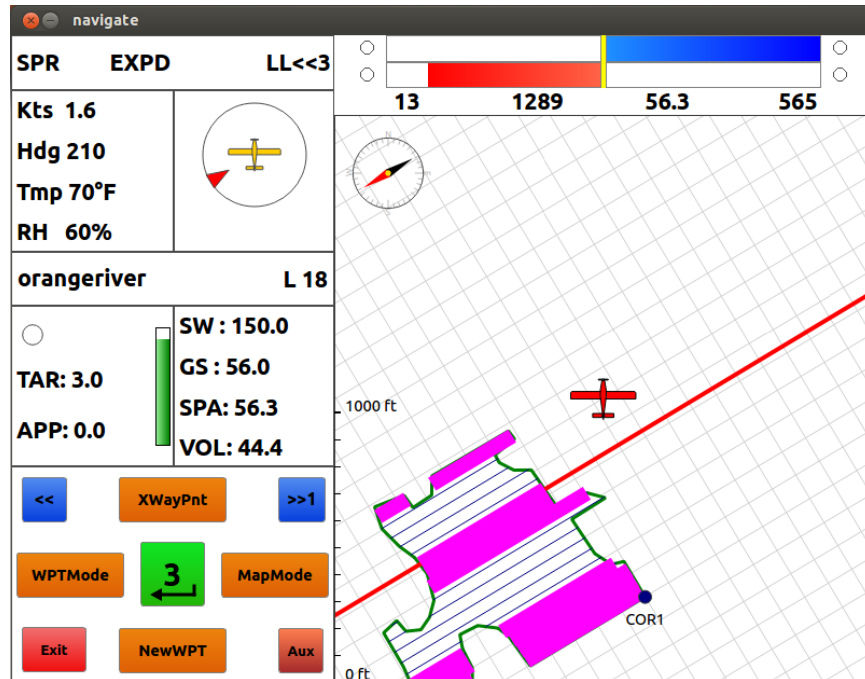 navigate
SPR EXPD LL<<3
13 1289 56.3 565
Kts 1.6
Hdg 210
Tmp 70°F
RH 60%
N
S
orangeriver L 18
TAR: 3.0
APP: 0.0
SW : 150.0
GS : 56.0
SPA: 56.3
VOL: 44.4
<< XWayPnt >>1
WPTMode 3 MapMode
Exit NewWPT Aux
1000 ft
COR1
0 ft